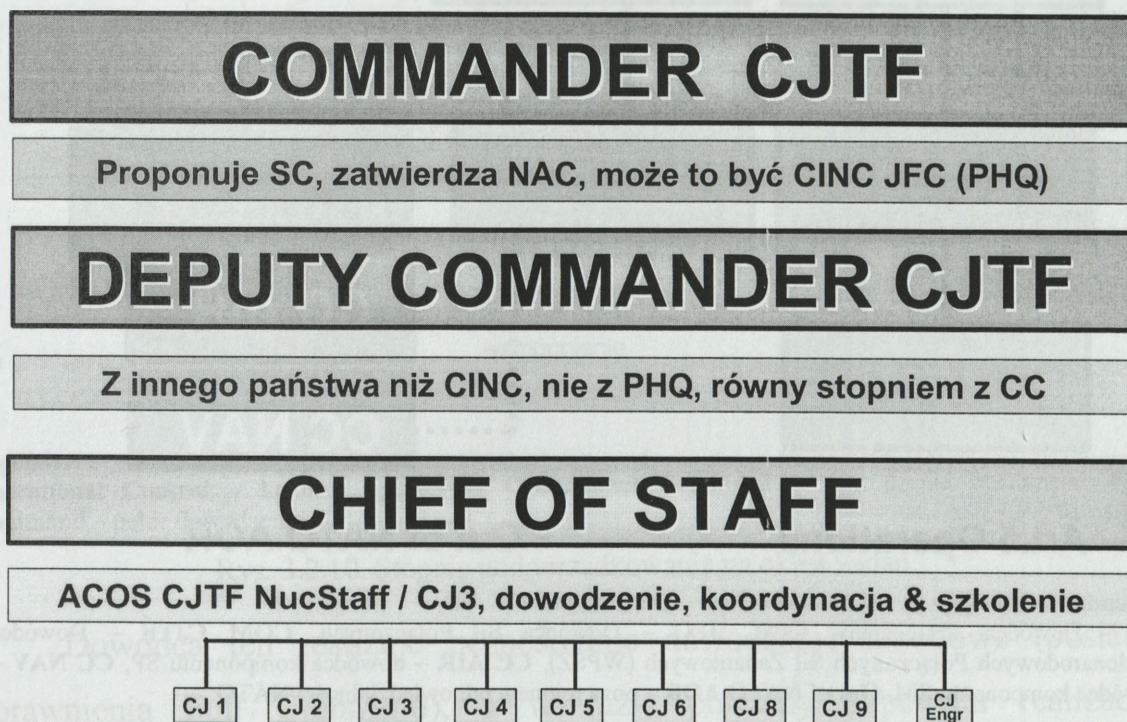 COMMANDER CJTF
Proponuje SC, zatwierdza NAC, może to być CINC JFC (PHQ)
DEPUTY COMMANDER CJTF
Z innego państwa niż CINC, nie z PHQ, równy stopniem z CC
CHIEF OF STAFF
ACOS CJTF NucStaff / CJ3, dowodzenie, koordynacja & szkolenie
CJ 1 CJ 2 CJ 3 CJ 4 CJ 5 CJ 6 CJ 8 CJ 9 CJ Engr